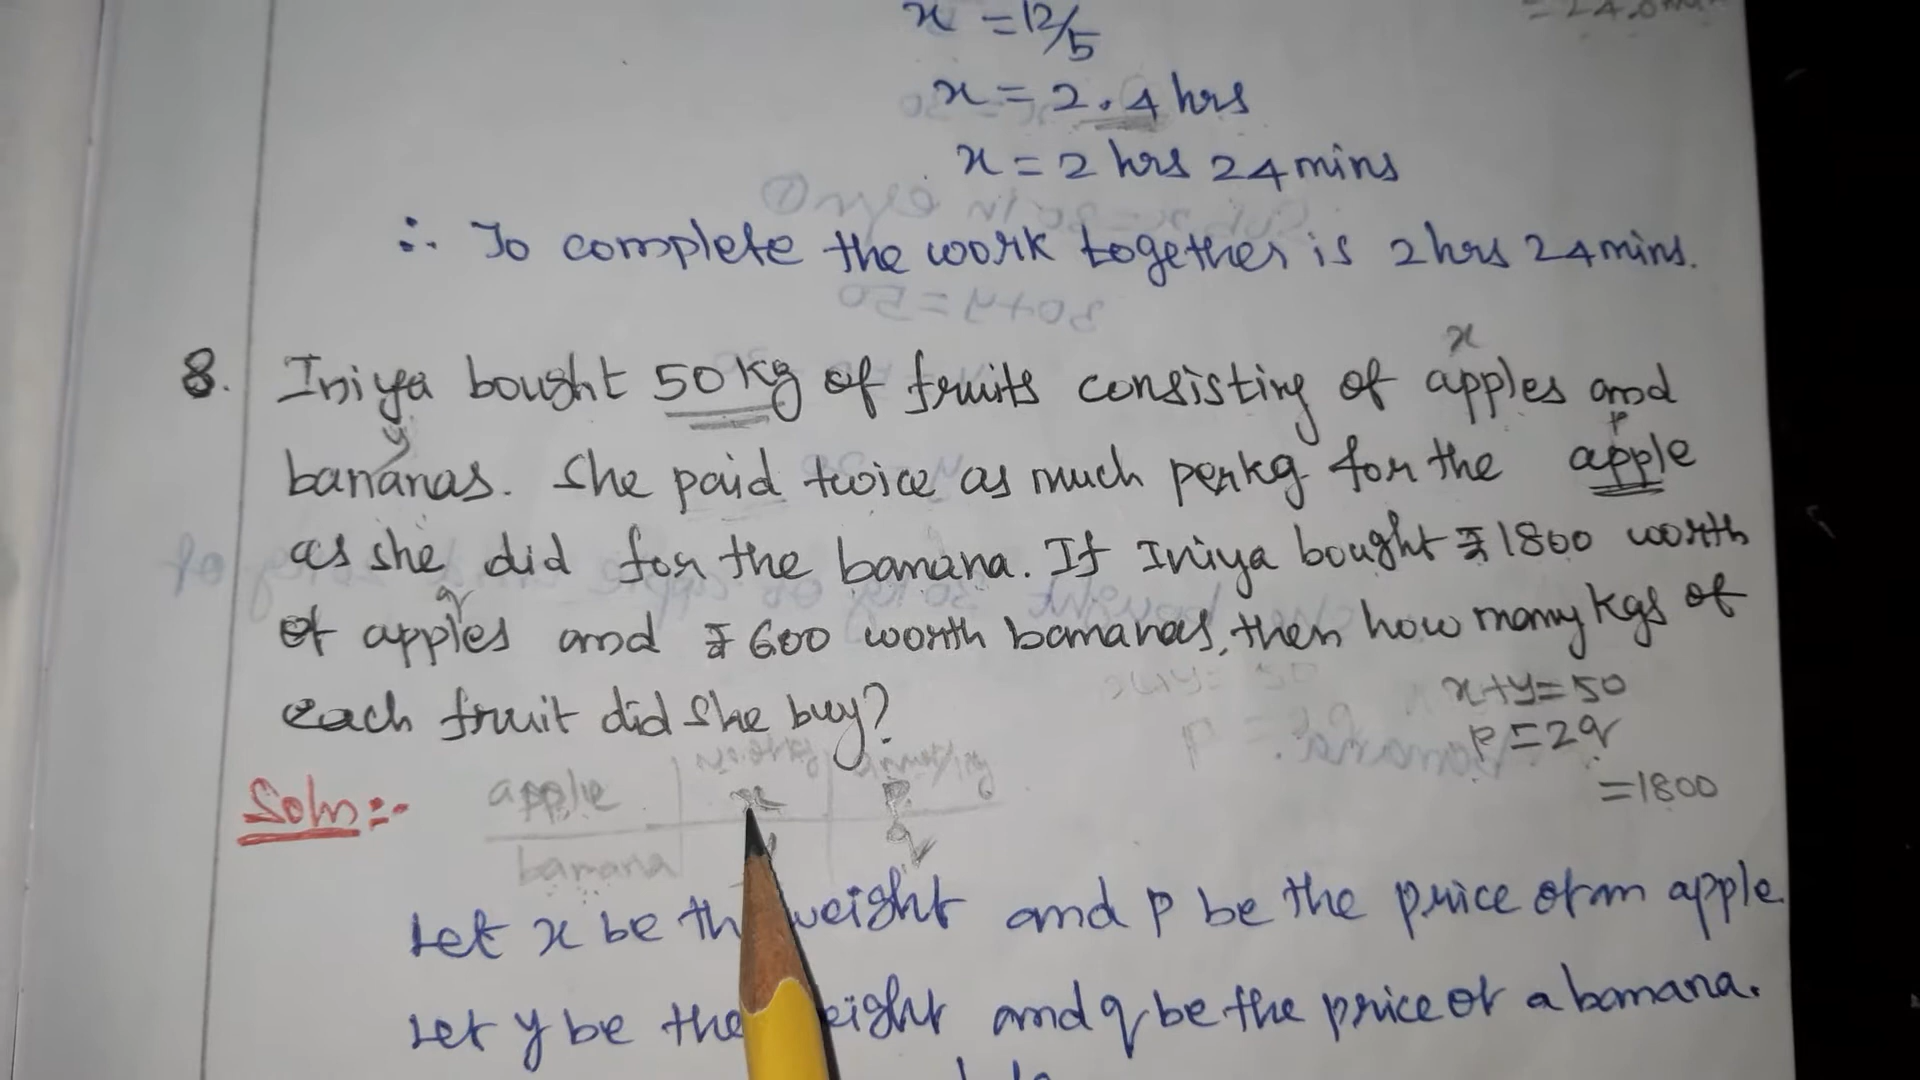 x = 12/5
x = 2.4 hrs
x = 2 hrs 24 mins
∴ To complete the work together is 2 hrs 24 mins.
x
8. Iniya bought 50 kg of fruits consisting of apples and
y
p
bananas. She paid twice as much per kg for the apple
as she did for the banana. If Iniya bought ₹ 1800 worth
q
of apples and ₹ 600 worth bananas, then how many kgs of
each fruit did she buy?
x+y=50
p=2q
=1800
Soln:-
apple x p
banana q
Let x be the weight and p be the price of an apple.
Let y be the eight and q be the price of a banana.